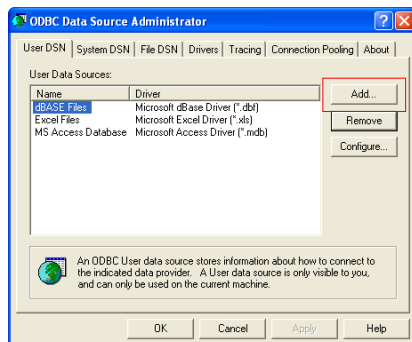 ODBC Data Source Administrator
User DSN System DSN File DSN Drivers Tracing Connection Pooling About
User Data Sources:
Name Driver
dBASE Files Microsoft dBase Driver (*.dbf)
Excel Files Microsoft Excel Driver (*.xls)
MS Access Database Microsoft Access Driver (*.mdb)
Add...
Remove
Configure...
An ODBC User data source stores information about how to connect to
the indicated data provider. A User data source is only visible to you,
and can only be used on the current machine.
OK Cancel Apply Help